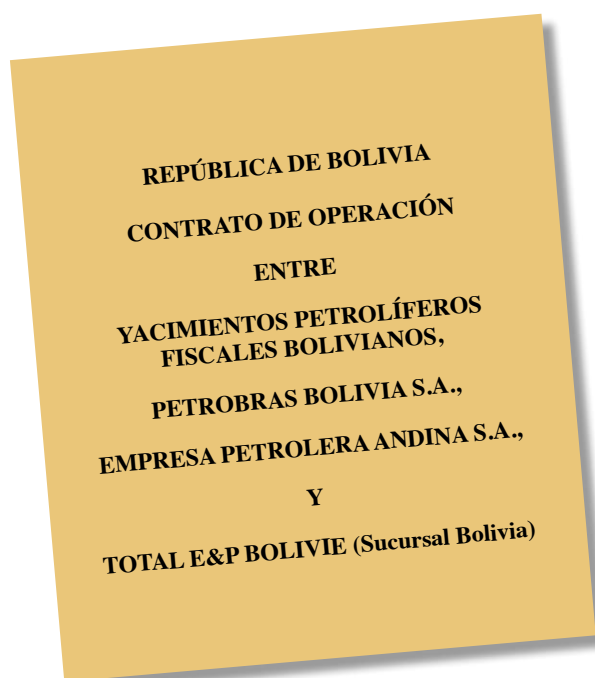 REPÚBLICA DE BOLIVIA
CONTRATO DE OPERACIÓN
ENTRE
YACIMIENTOS PETROLÍFEROS
FISCALES BOLIVIANOS,
PETROBRAS BOLIVIA S.A.,
EMPRESA PETROLERA ANDINA S.A.,
Y
TOTAL E&P BOLIVIE (Sucursal Bolivia)